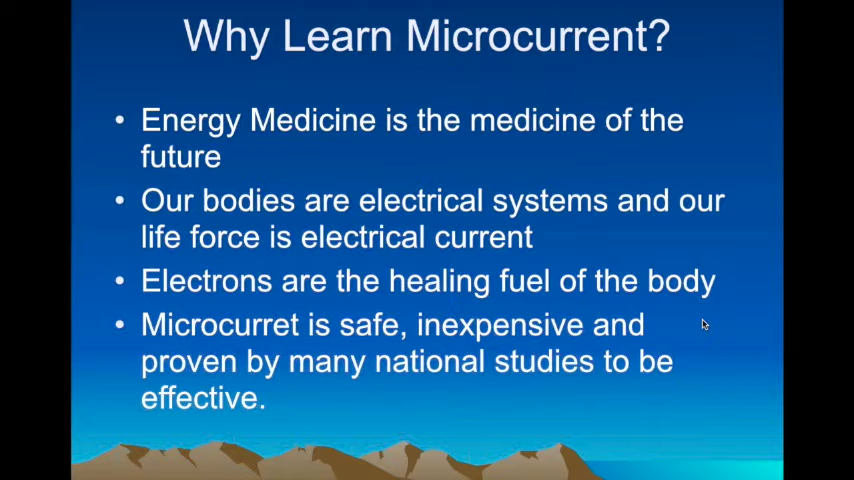 Why Learn Microcurrent?
• Energy Medicine is the medicine of the
future
• Our bodies are electrical systems and our
life force is electrical current
• Electrons are the healing fuel of the body
• Microcurret is safe, inexpensive and
proven by many national studies to be
effective.